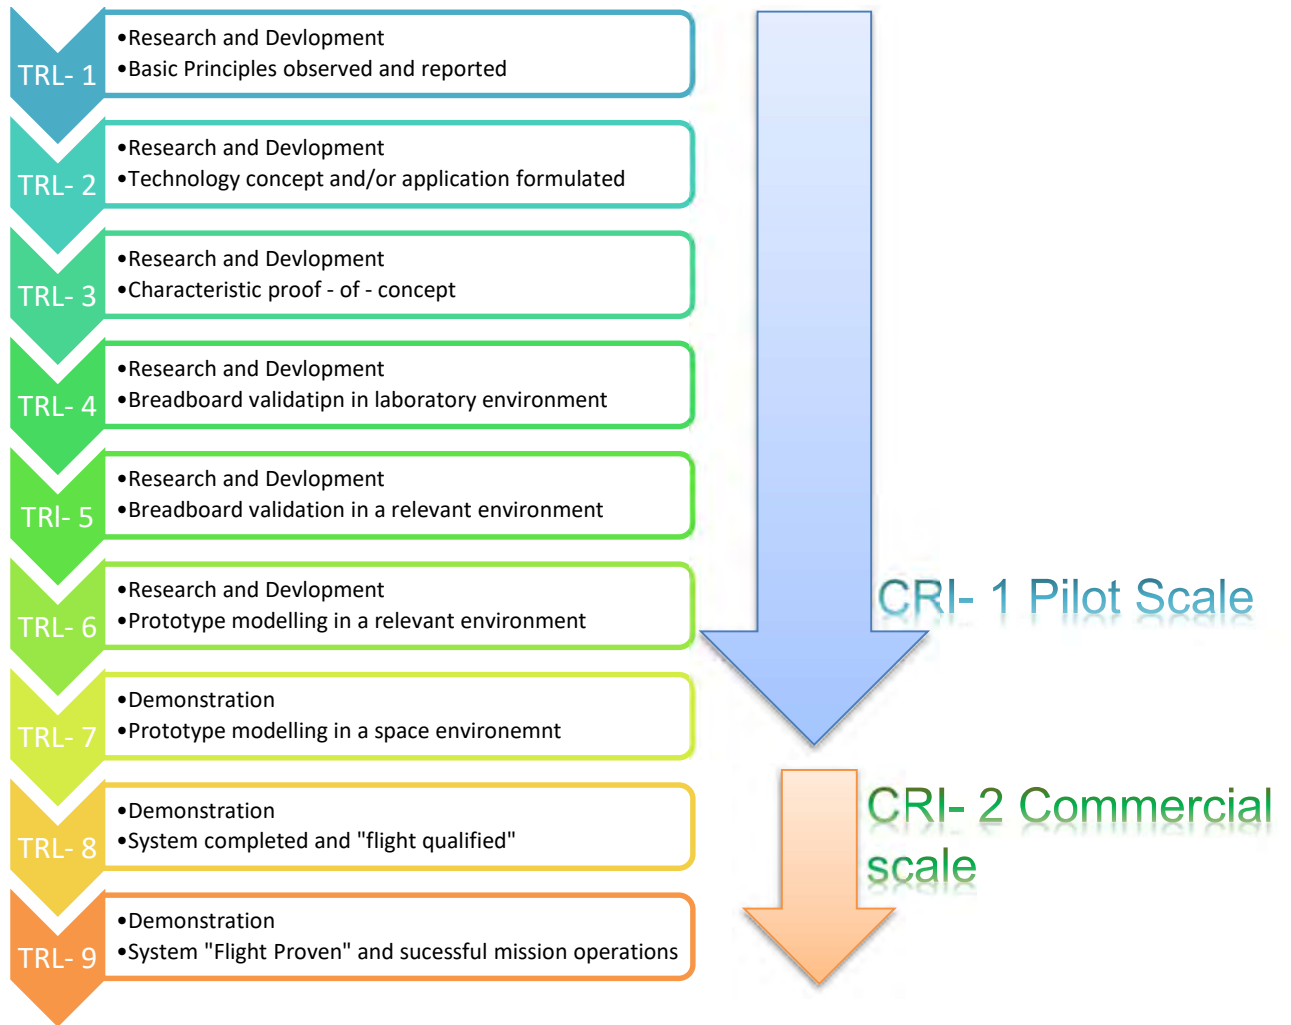 TRL- 1
•Research and Devlopment
•Basic Principles observed and reported
TRL- 2
•Research and Devlopment
•Technology concept and/or application formulated
TRL- 3
•Research and Devlopment
•Characteristic proof - of - concept
TRL- 4
•Research and Devlopment
•Breadboard validatipn in laboratory environment
TRl- 5
•Research and Devlopment
•Breadboard validation in a relevant environment
TRL- 6
•Research and Devlopment
•Prototype modelling in a relevant environment
TRL- 7
•Demonstration
•Prototype modelling in a space environemnt
TRL- 8
•Demonstration
•System completed and "flight qualified"
TRL- 9
•Demonstration
•System "Flight Proven" and sucessful mission operations
CRI- 1 Pilot Scale
CRI- 2 Commercial
scale